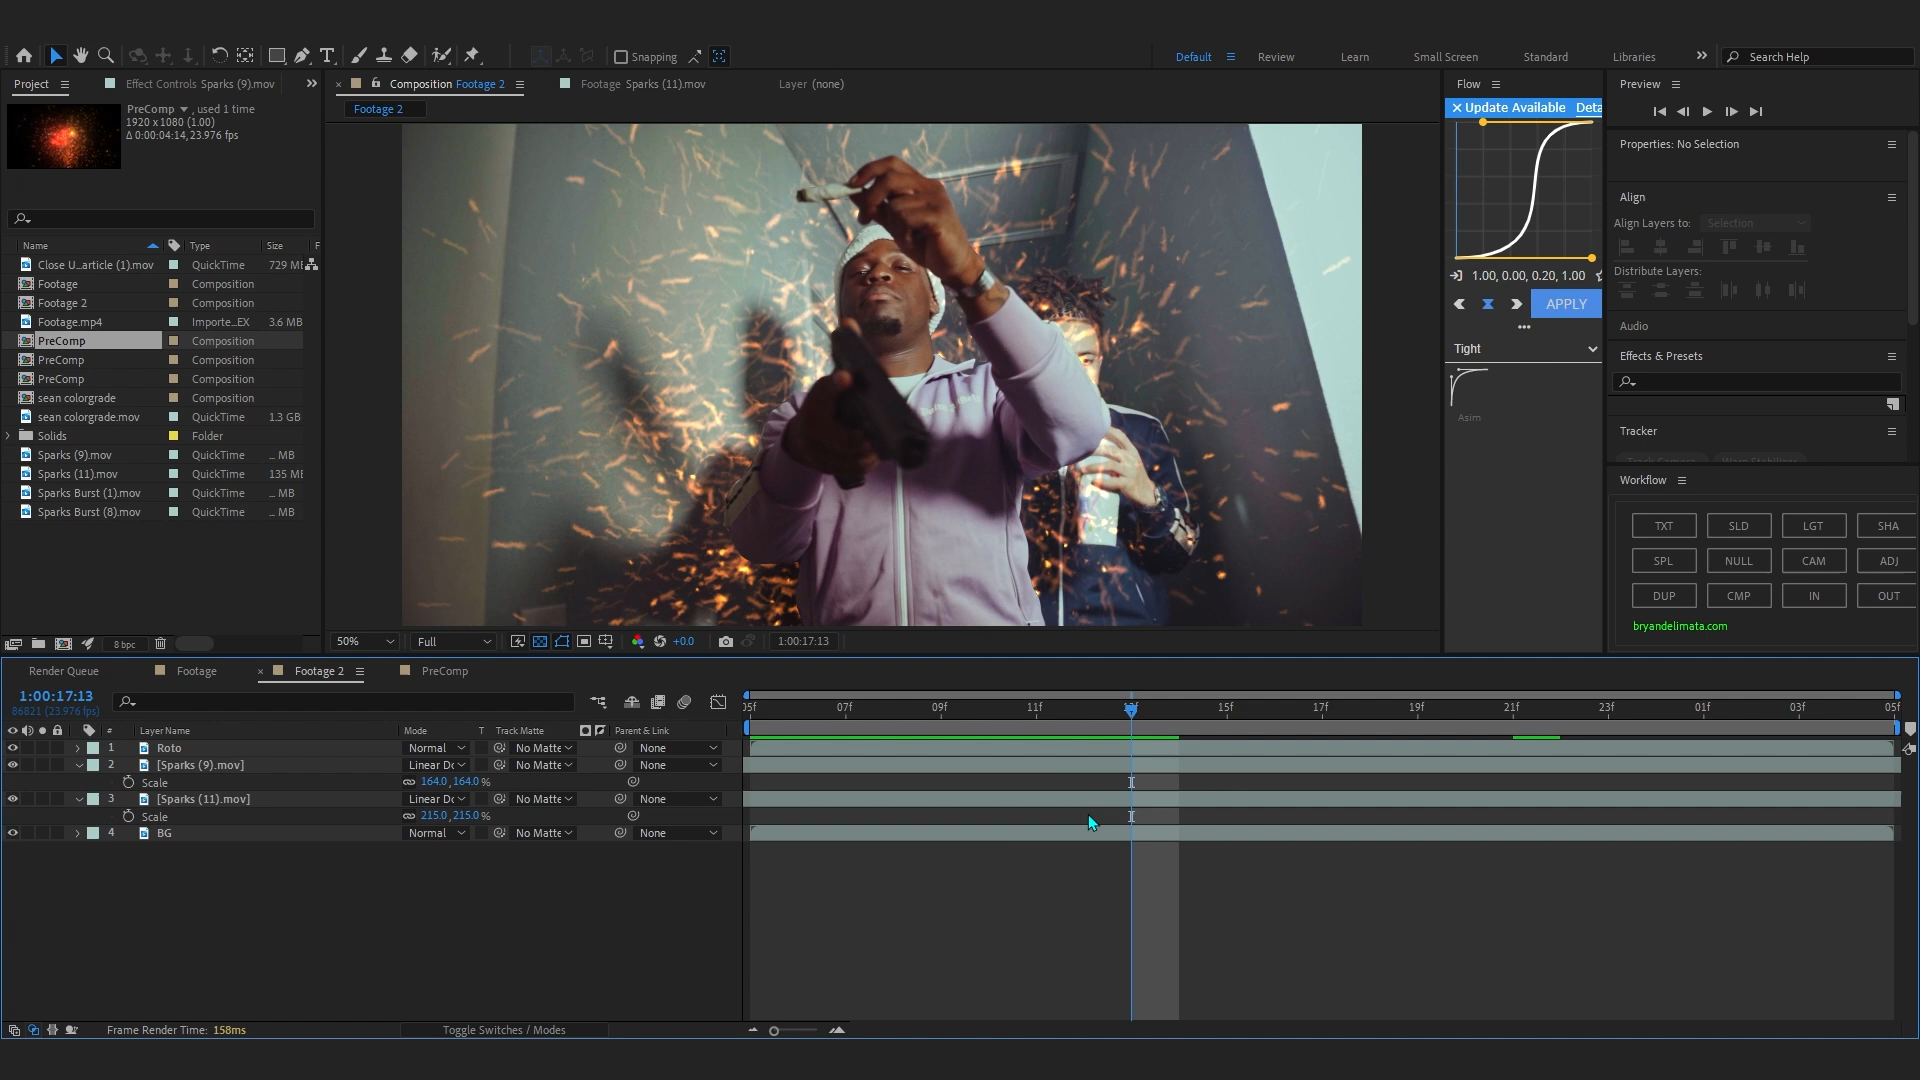 Snapping
Default
Review
Learn
Small Screen
Standard
Libraries
Search Help
Project
Effect Controls Sparks (9).mov
Composition Footage 2
Footage Sparks (11).mov
Layer (none)
Flow
Preview
PreComp , used 1 time
1920 x 1080 (1.00)
Δ 0:00:04:14, 23.976 fps
Footage 2
Update Available
Deta
Properties: No Selection
Align
Align Layers to: Selection
Distribute Layers:
1.00, 0.00, 0.20, 1.00
APPLY
Audio
Effects & Presets
Tight
Asim
Tracker
Track Camera
Warp Stabilizer
Workflow
TXT SLD LGT SHA
SPL NULL CAM ADJ
DUP CMP IN OUT
bryandelimata.com
Name Type Size F
Close U...article (1).mov QuickTime 729 M
Footage Composition
Footage 2 Composition
Footage.mp4 Importe...EX 3.6 MB
PreComp Composition
PreComp Composition
PreComp Composition
sean colorgrade Composition
sean colorgrade.mov QuickTime 1.3 GB
Solids Folder
Sparks (9).mov QuickTime ... MB
Sparks (11).mov QuickTime 135 ME
Sparks Burst (1).mov QuickTime ... MB
Sparks Burst (8).mov QuickTime ... MB
8 bpc
50%
Full
+0.0
1:00:17:13
Render Queue
Footage
Footage 2
PreComp
1:00:17:13
86821 (23.976 fps)
05f 07f 09f 11f 13f 15f 17f 19f 21f 23f 01f 03f 05f
# Layer Name Mode T Track Matte Parent & Link
1 Roto Normal No Matte None
2 [Sparks (9).mov] Linear Dc No Matte None
Scale 164.0, 164.0 %
3 [Sparks (11).mov] Linear Dc No Matte None
Scale 215.0, 215.0 %
4 BG Normal No Matte None
Frame Render Time: 158ms
Toggle Switches / Modes